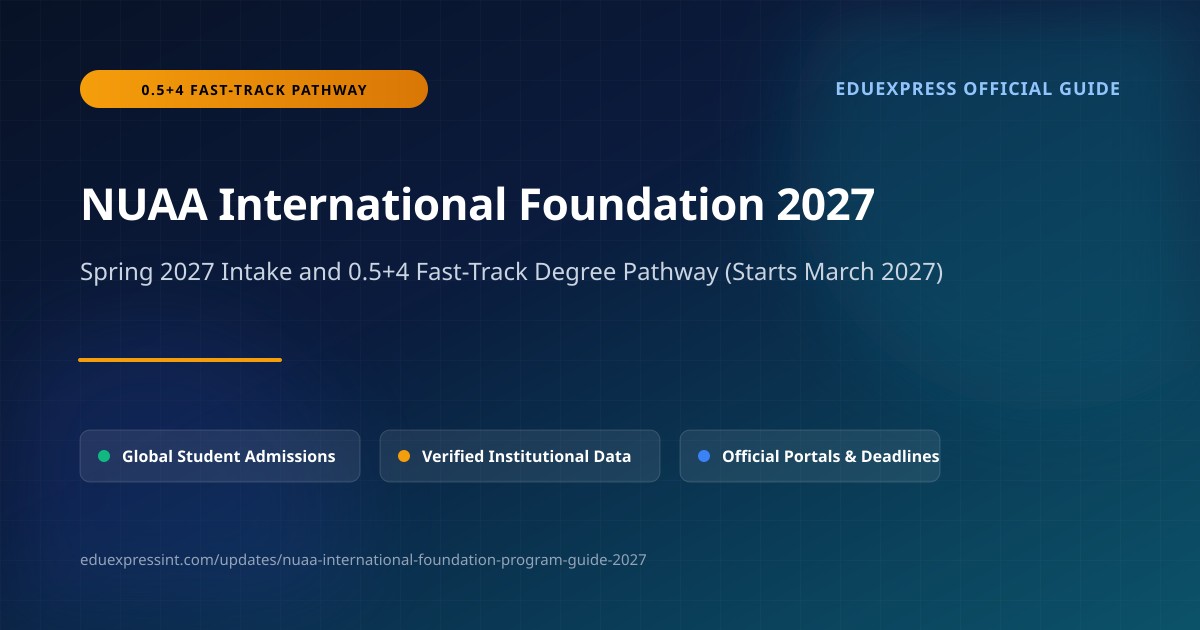 0.5+4 FAST-TRACK PATHWAY
EDUEXPRESS OFFICIAL GUIDE
NUAA International Foundation 2027
Spring 2027 Intake and 0.5+4 Fast-Track Degree Pathway (Starts March 2027)
Global Student Admissions
Verified Institutional Data
Official Portals & Deadlines
eduexpressint.com/updates/nuaa-international-foundation-program-guide-2027